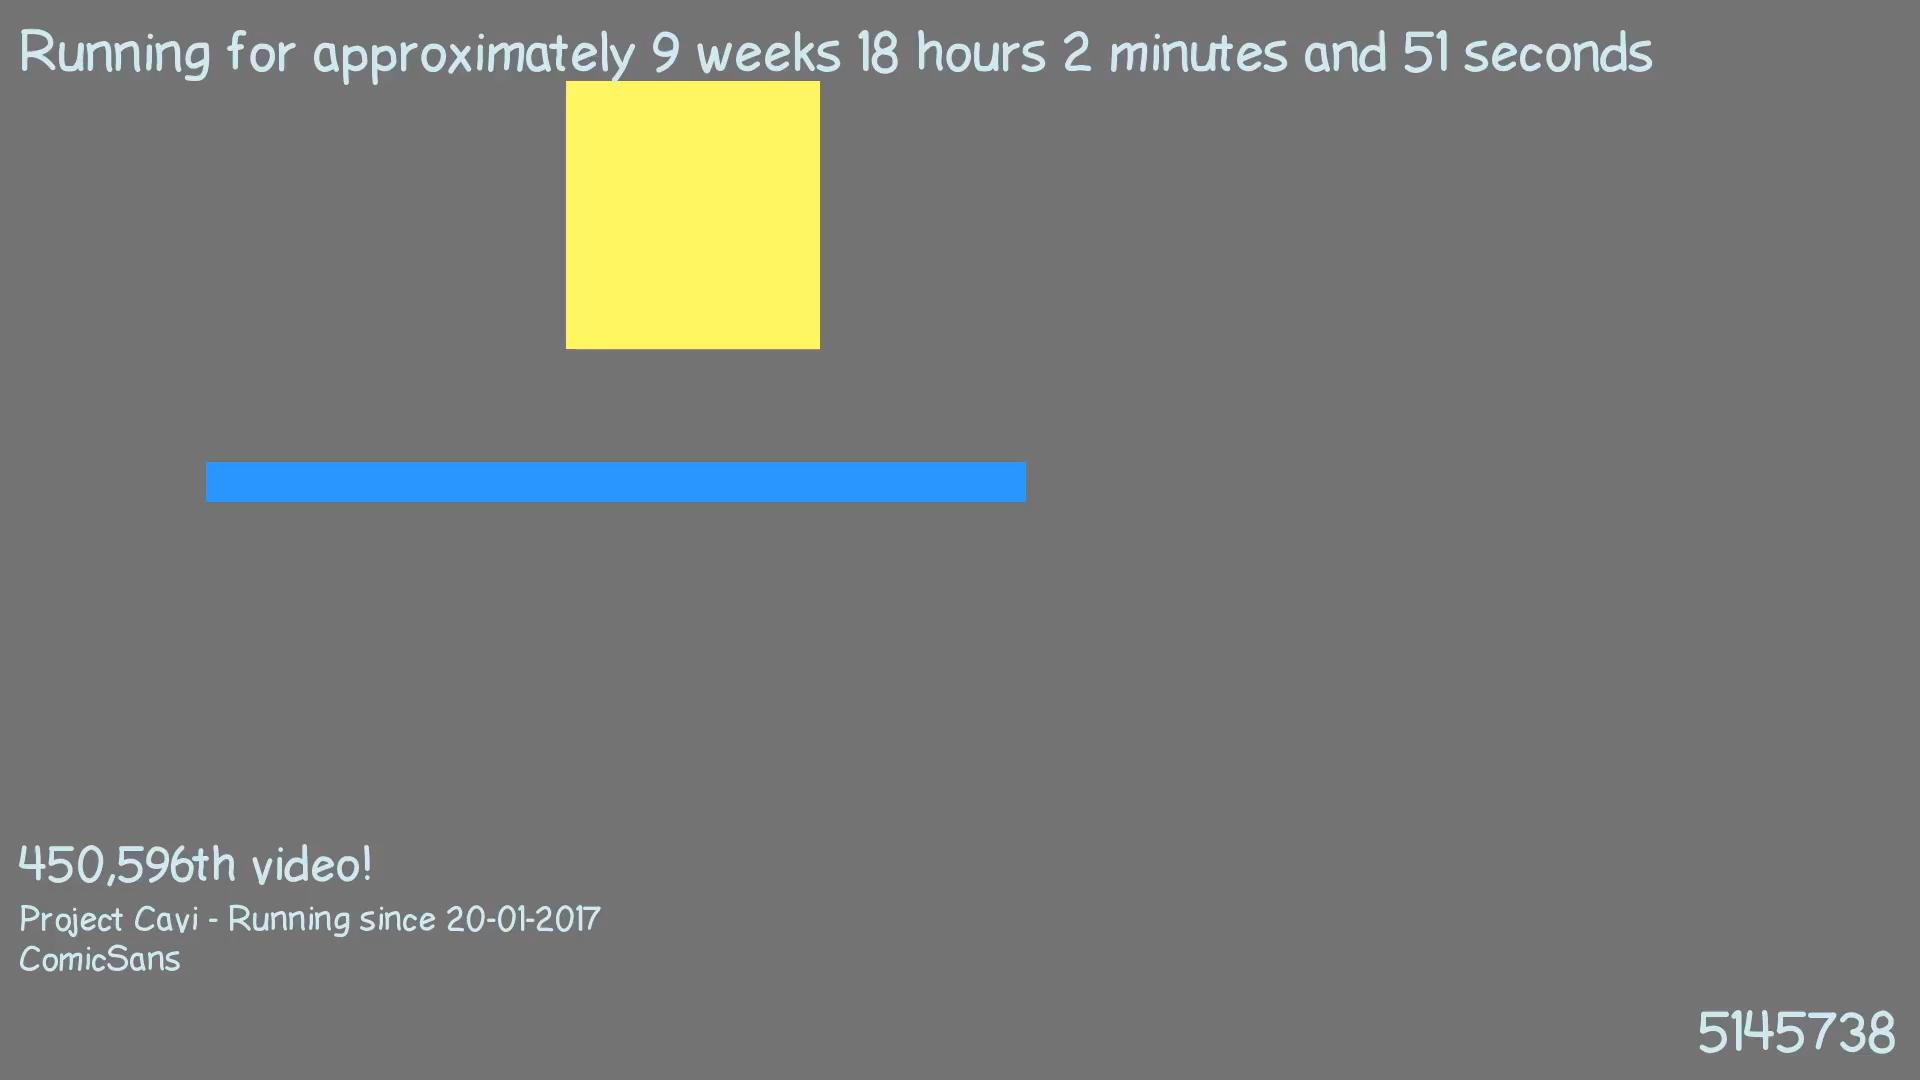 Running for approximately 9 weeks 18 hours 2 minutes and 51 seconds
450,596th video!
Project Cavi - Running since 20-01-2017
ComicSans
5145738